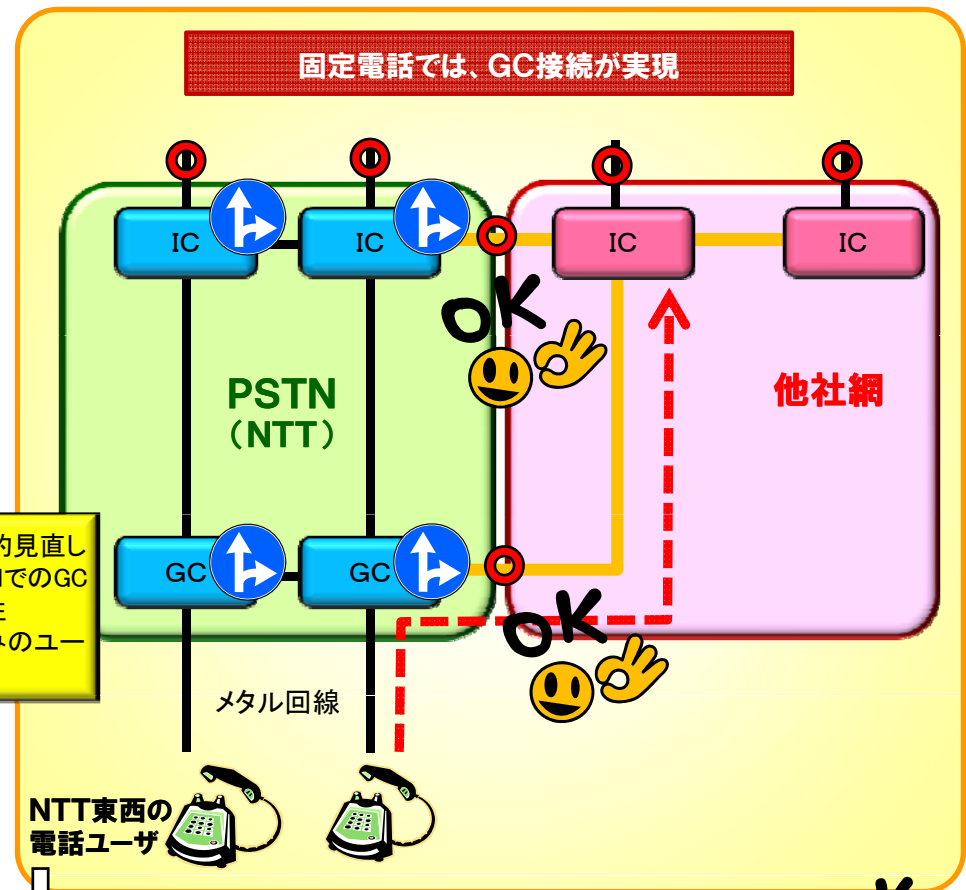 固定電話では、GC接続が実現
IC
IC
IC
IC
OK
PSTN
（NTT）
他社網
的見直し
でのGC
みのユー
GC
GC
OK
メタル回線
NTT東西の
電話ユーザ